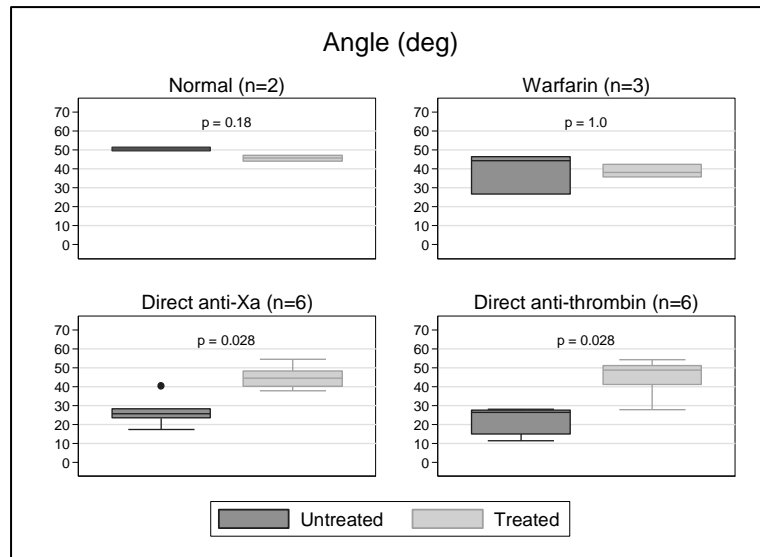 Angle (deg)
Normal (n=2)
70
60
50
40
30
20
10
0
p = 0.18
Warfarin (n=3)
70
60
50
40
30
20
10
0
p = 1.0
Direct anti-Xa (n=6)
70
60
50
40
30
20
10
0
p = 0.028
Direct anti-thrombin (n=6)
70
60
50
40
30
20
10
0
p = 0.028
Untreated
Treated